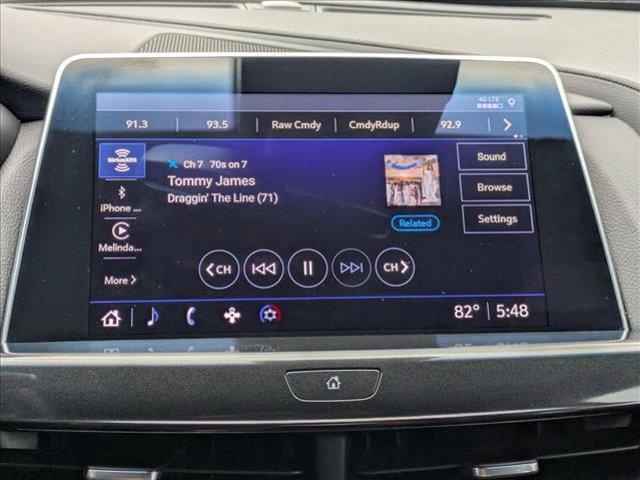 4G LTE
91.3 93.5 Raw Cmdy CmdyRdup 92.9
SiriusXM
Ch 7 70s on 7
Tommy James
Draggin' The Line (71)
Sound
Browse
Settings
Related
iPhone ...
Melinda...
More
CH
CH
82° 5:48